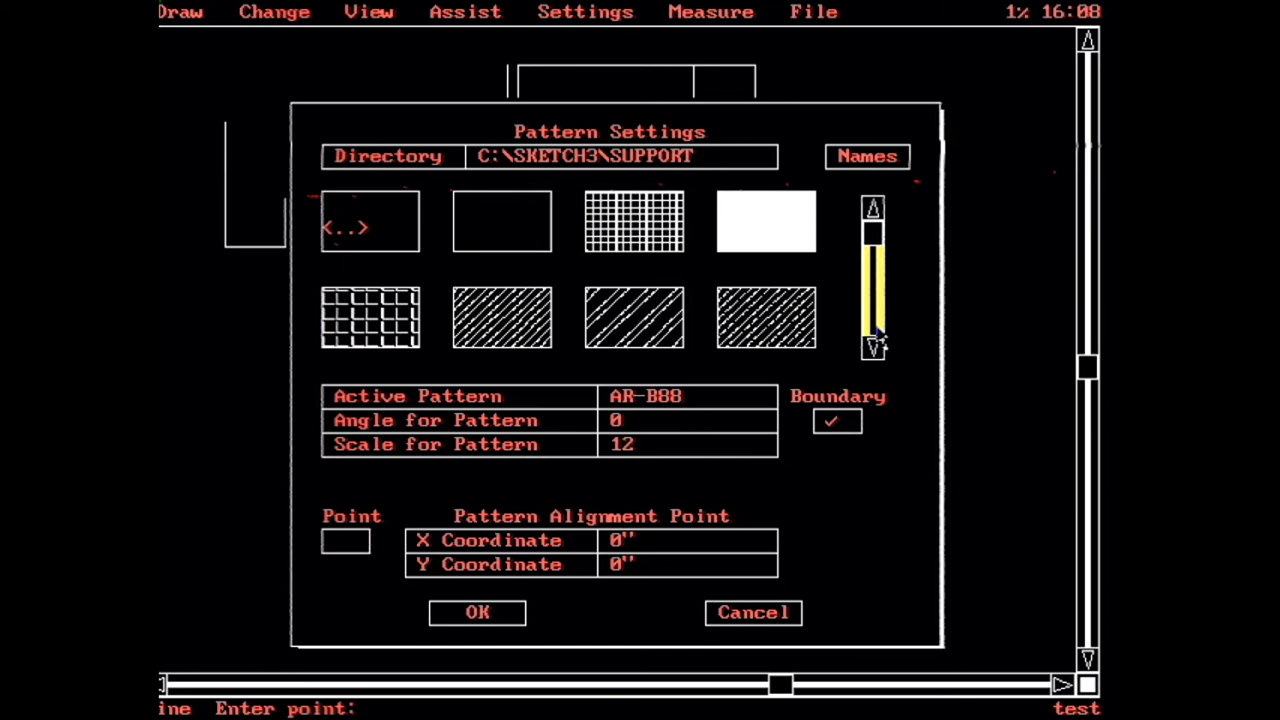 Draw Change View Assist Settings Measure File 1% 16:08
Pattern Settings
Directory C:\SKETCH3\SUPPORT Names
<..>
Active Pattern AR-B88 Boundary
Angle for Pattern 0 ✓
Scale for Pattern 12
Point Pattern Alignment Point
X Coordinate 0"
Y Coordinate 0"
OK Cancel
ine Enter point: test